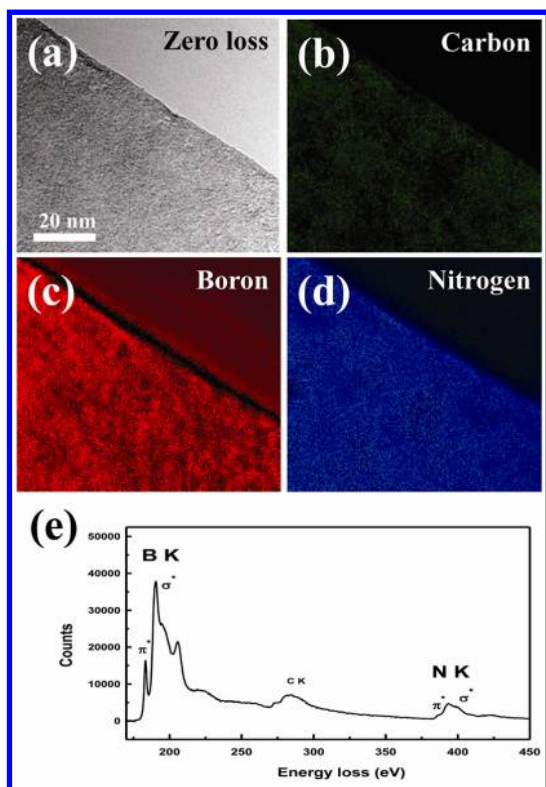 (a) Zero loss
20 nm
(b) Carbon
(c) Boron
(d) Nitrogen
(e)
B K
σ*
π*
C K
N K
π* σ*
Counts
50000
40000
30000
20000
10000
0
200 250 300 350 400 450
Energy loss (eV)